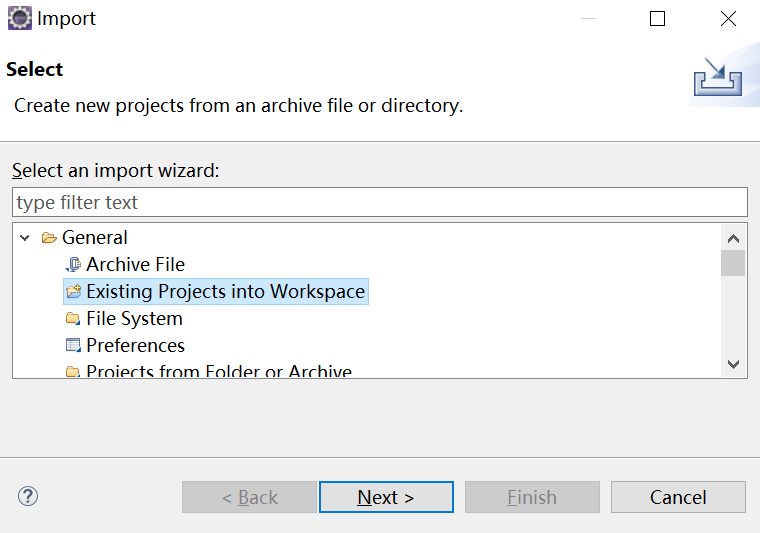 Import
Select
Create new projects from an archive file or directory.
Select an import wizard:
type filter text
General
Archive File
Existing Projects into Workspace
File System
Preferences
Projects from Folder or Archive
< Back
Next >
Finish
Cancel